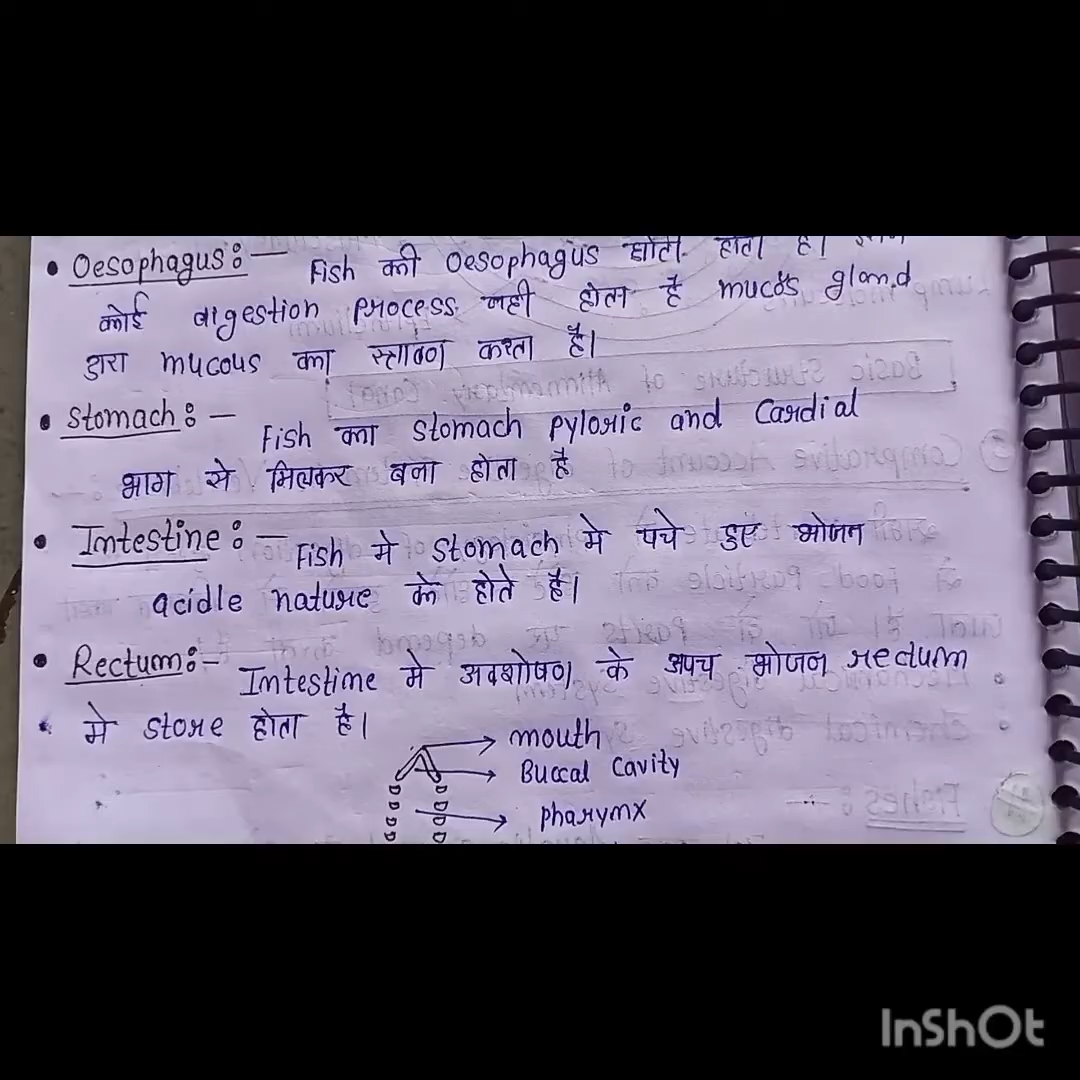 • Oesophagus:— Fish की Oesophagus छोटी होती है।
कोई digestion process नही होता है mucos gland
द्वारा mucous का स्त्रावण करता है।
• Stomach:— Fish का stomach pyloric and Cardial
भाग से मिलकर बना होता है
• Intestine:— Fish मे stomach मे पचे हुए भोजन
acidle nature के होते है।
• Rectum:- Intestine मे अवशोषण के अपच भोजन rectum
मे store होता है।
mouth
Buccal Cavity
pharynx
InShOt